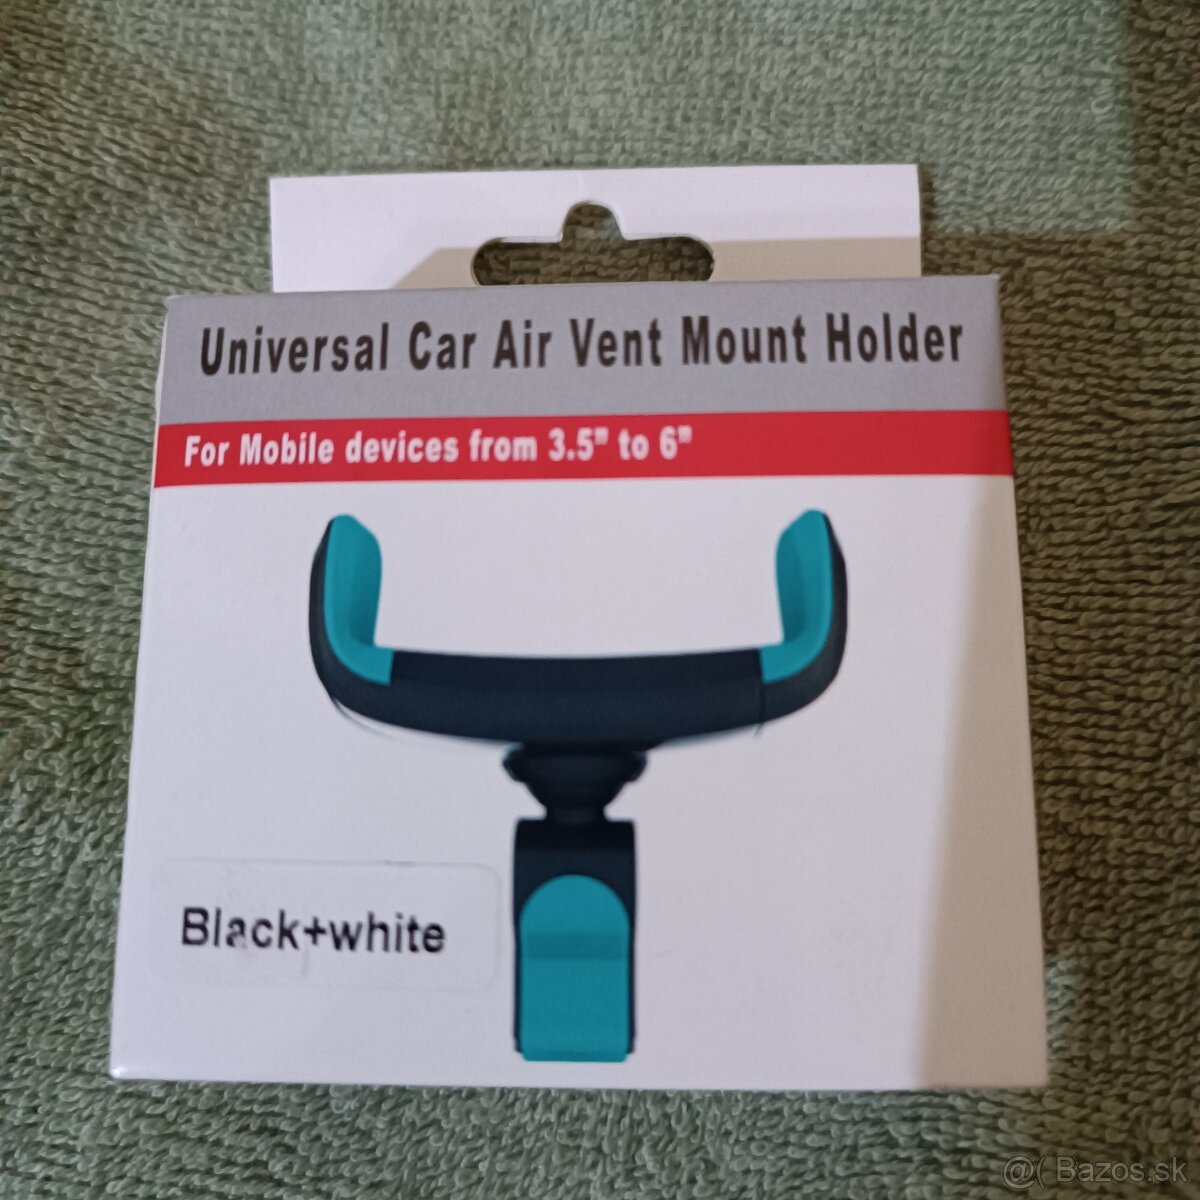 Universal Car Air Vent Mount Holder
For Mobile devices from 3.5" to 6"
Black+white
@( Bazos.sk